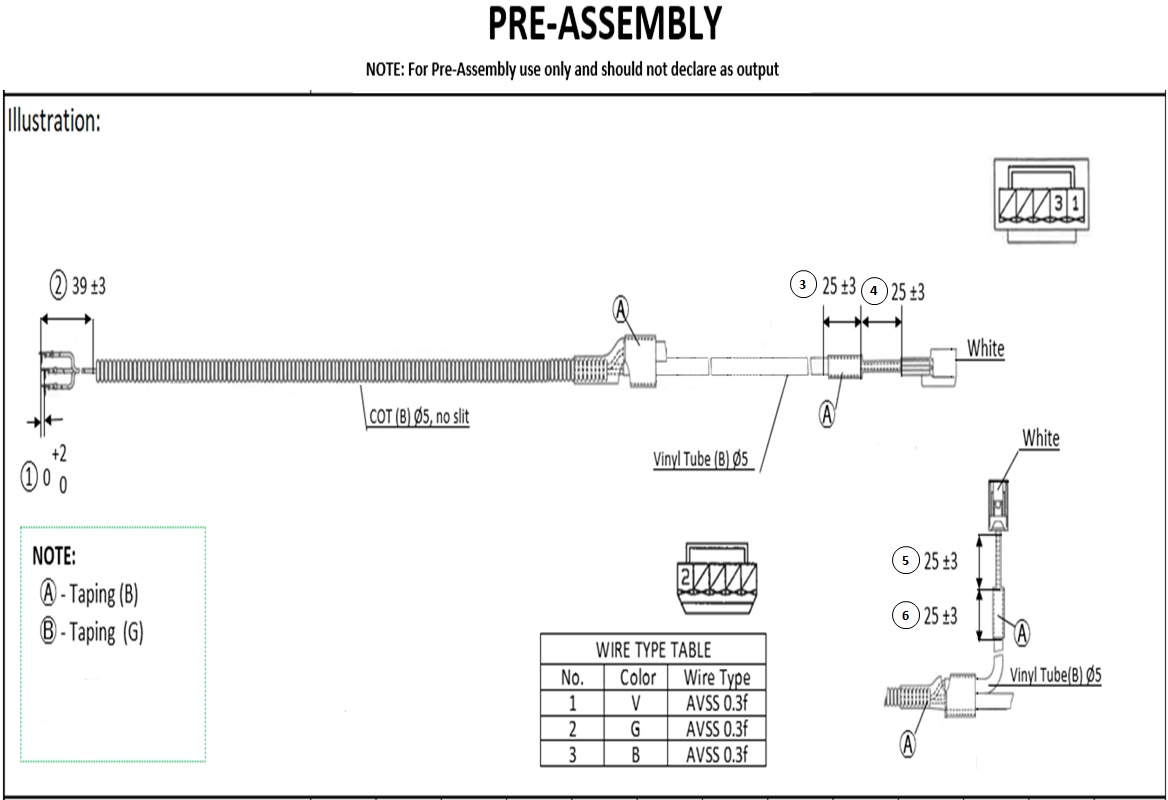 PRE-ASSEMBLY
NOTE: For Pre-Assembly use only and should not declare as output
Illustration:
3 1
2 39 ±3
3 25 ±3 4 25 ±3
A
White
COT (B) Ø5, no slit
A
Vinyl Tube (B) Ø5
+2
1 0 0
White
NOTE:
A - Taping (B)
B - Taping (G)
2
5 25 ±3
6 25 ±3
A
Vinyl Tube(B) Ø5
A
WIRE TYPE TABLE
No. Color Wire Type
1 V AVSS 0.3f
2 G AVSS 0.3f
3 B AVSS 0.3f